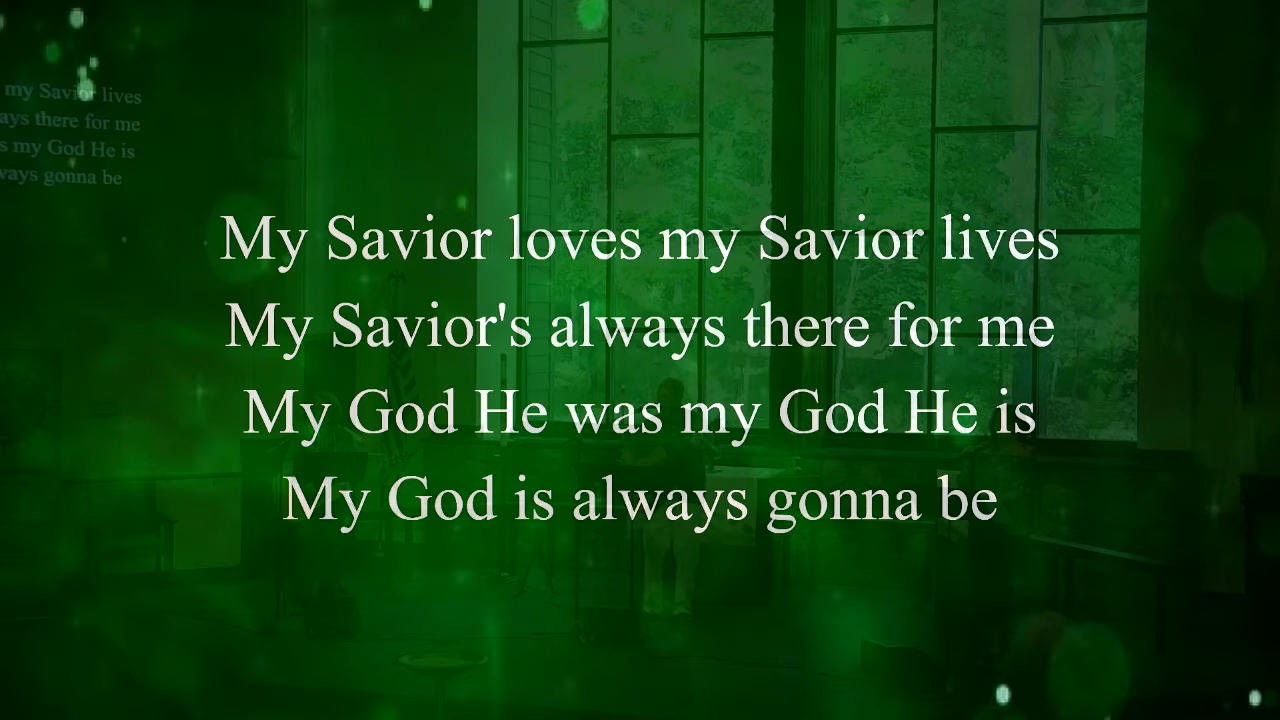 my Savior lives
ays there for me
s my God He is
ways gonna be
My Savior loves my Savior lives
My Savior's always there for me
My God He was my God He is
My God is always gonna be